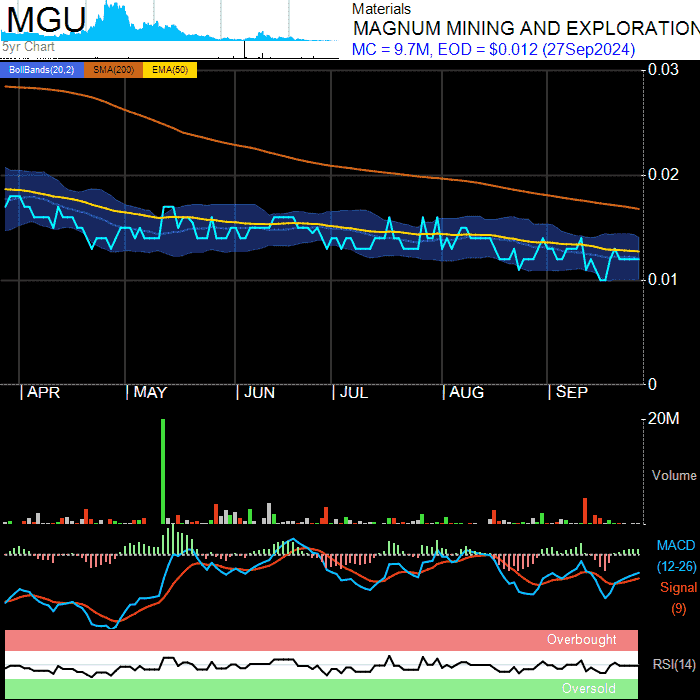 MGU
5yr Chart
Materials
MAGNUM MINING AND EXPLORATION
MC = 9.7M, EOD = $0.012 (27Sep2024)
BollBands(20,2) SMA(200) EMA(50)
0.03
0.02
0.01
0
APR MAY JUN JUL AUG SEP
20M
Volume
MACD
(12-26)
Signal
(9)
Overbought
RSI(14)
Oversold